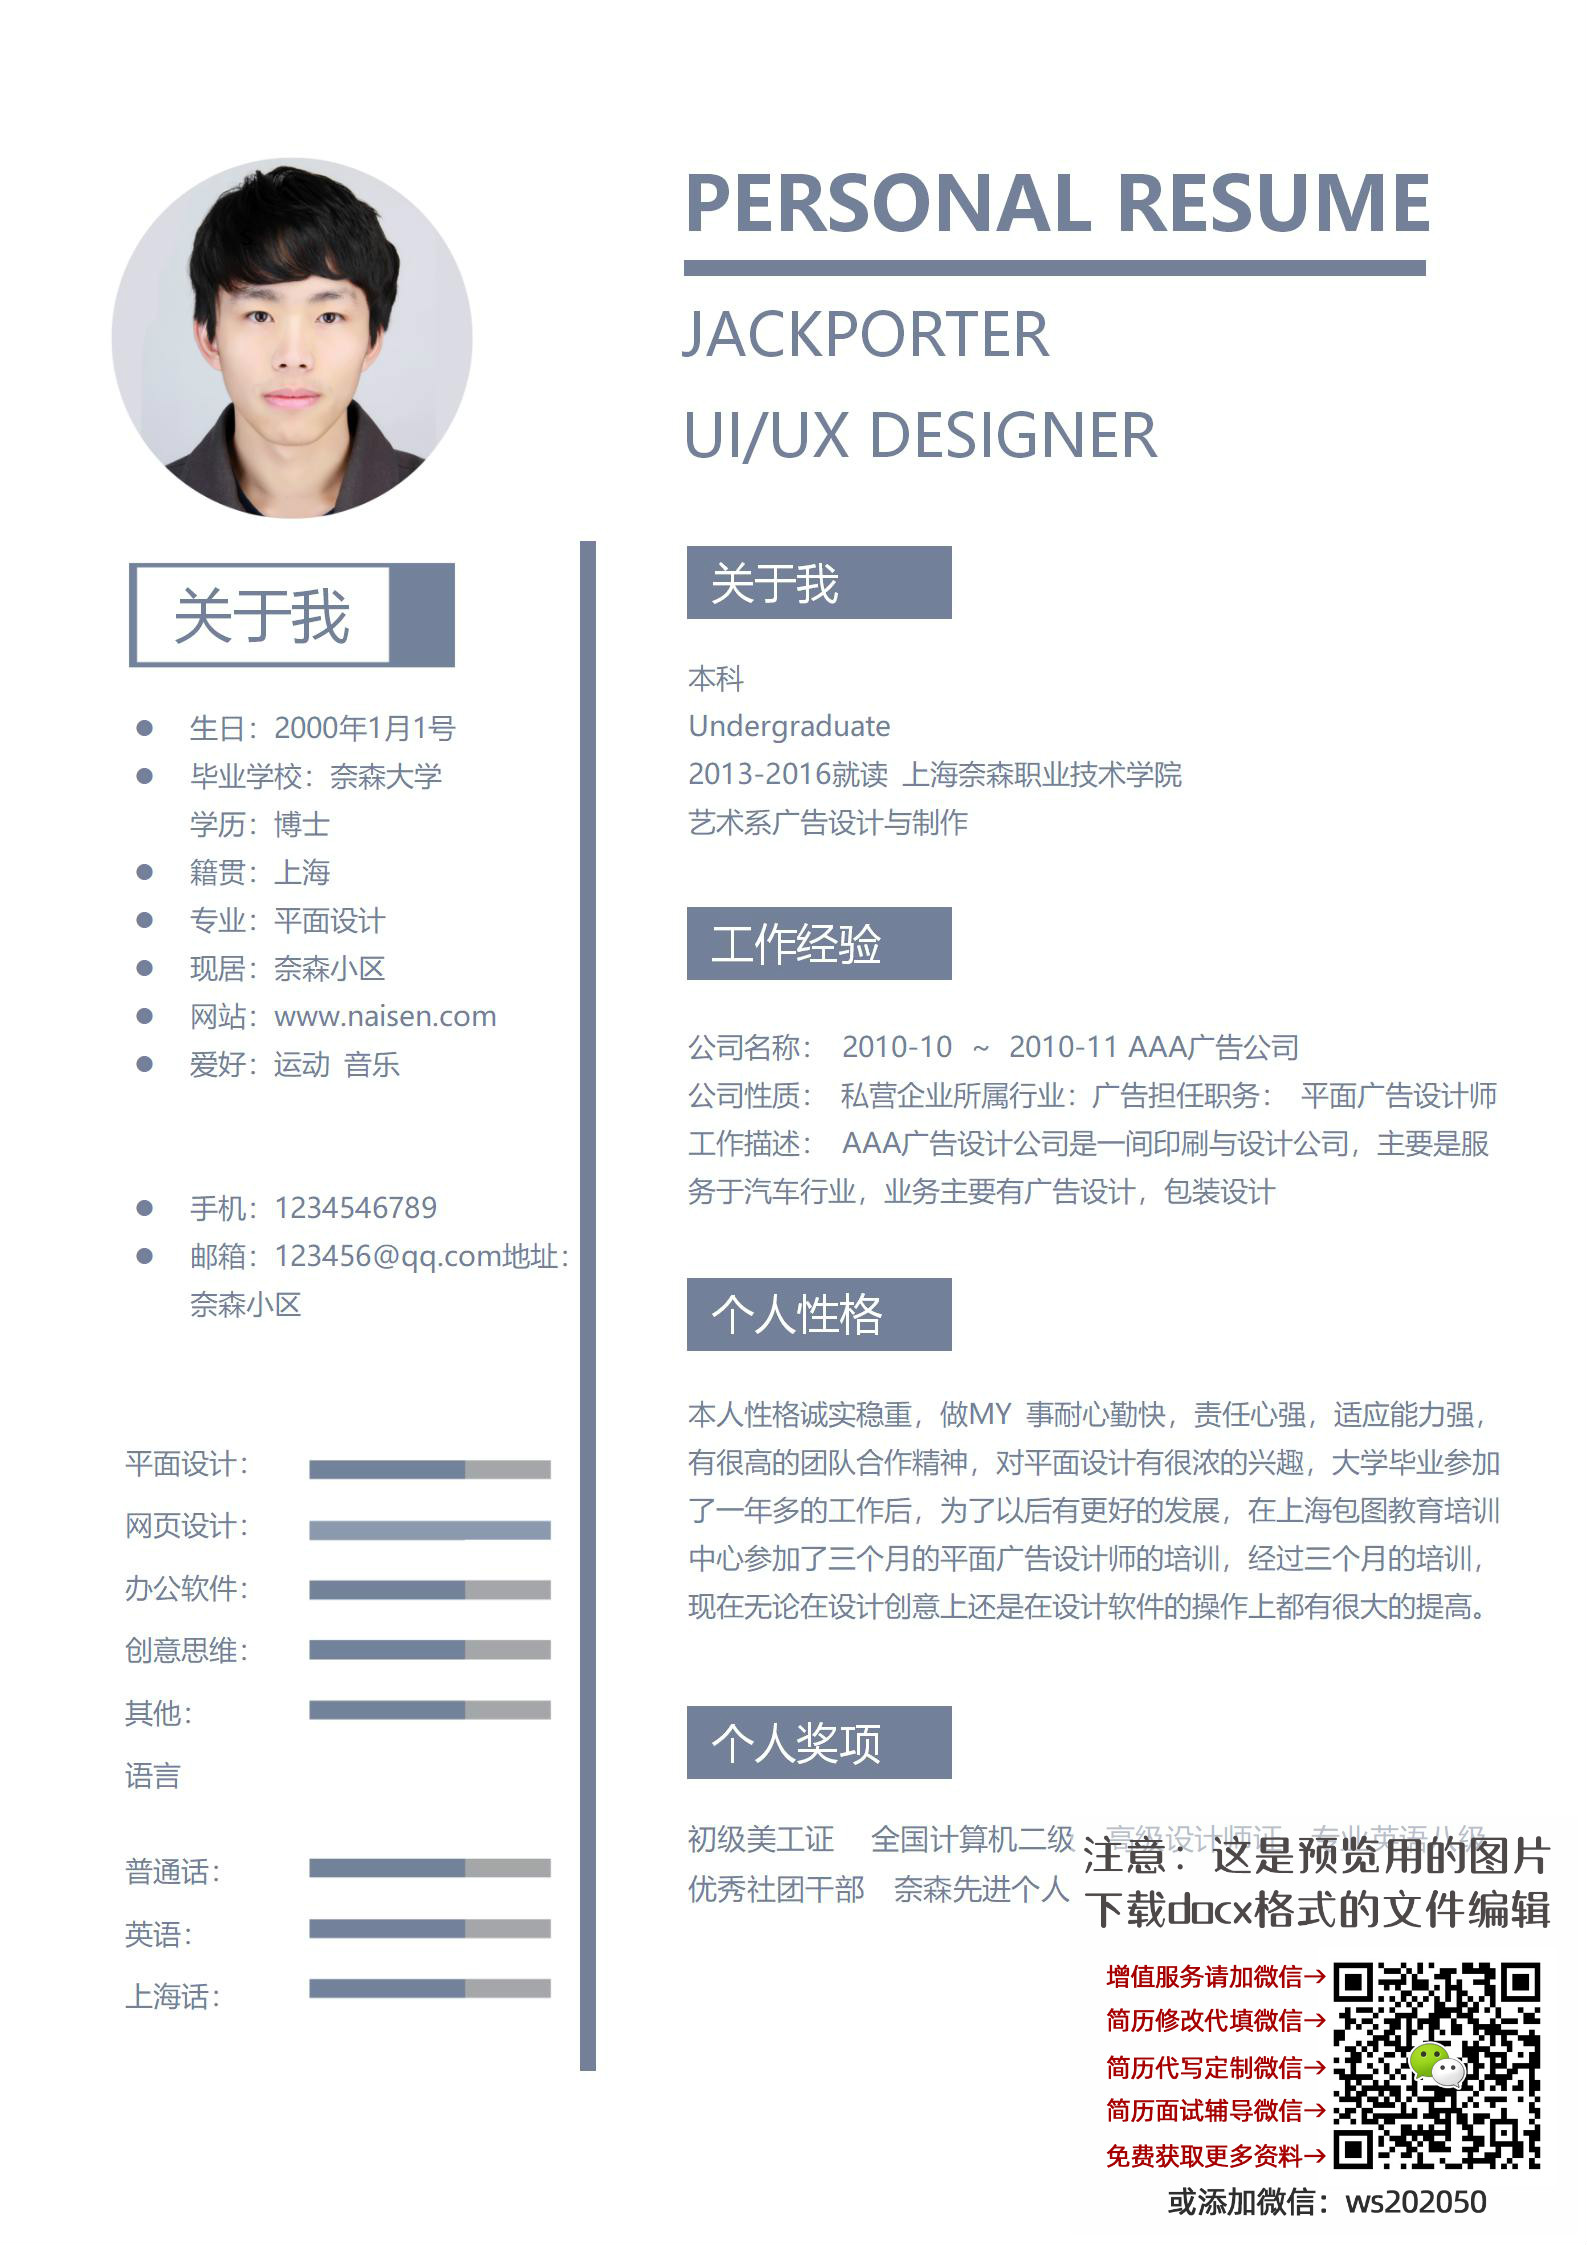 PERSONAL RESUME
JACKPORTER
UI/UX DESIGNER
关于我
生日：2000年1月1号
毕业学校：奈森大学
学历：博士
籍贯：上海
专业：平面设计
现居：奈森小区
网站：www.naisen.com
爱好：运动 音乐
手机：1234546789
邮箱：123456@qq.com地址：
奈森小区
平面设计：
网页设计：
办公软件：
创意思维：
其他：
语言
普通话：
英语：
上海话：
关于我
本科
Undergraduate
2013-2016就读 上海奈森职业技术学院
艺术系广告设计与制作
工作经验
公司名称： 2010-10 ~ 2010-11 AAA广告公司
公司性质： 私营企业所属行业：广告担任职务： 平面广告设计师
工作描述： AAA广告设计公司是一间印刷与设计公司，主要是服
务于汽车行业，业务主要有广告设计，包装设计
个人性格
本人性格诚实稳重，做MY 事耐心勤快，责任心强，适应能力强，
有很高的团队合作精神，对平面设计有很浓的兴趣，大学毕业参加
了一年多的工作后，为了以后有更好的发展，在上海包图教育培训
中心参加了三个月的平面广告设计师的培训，经过三个月的培训，
现在无论在设计创意上还是在设计软件的操作上都有很大的提高。
个人奖项
初级美工证 全国计算机二级 高级设计师证 专业英语八级
优秀社团干部 奈森先进个人
注意：这是预览用的图片
下载docx格式的文件编辑
增值服务请加微信→
简历修改代填微信→
简历代写定制微信→
简历面试辅导微信→
免费获取更多资料→
或添加微信：ws202050